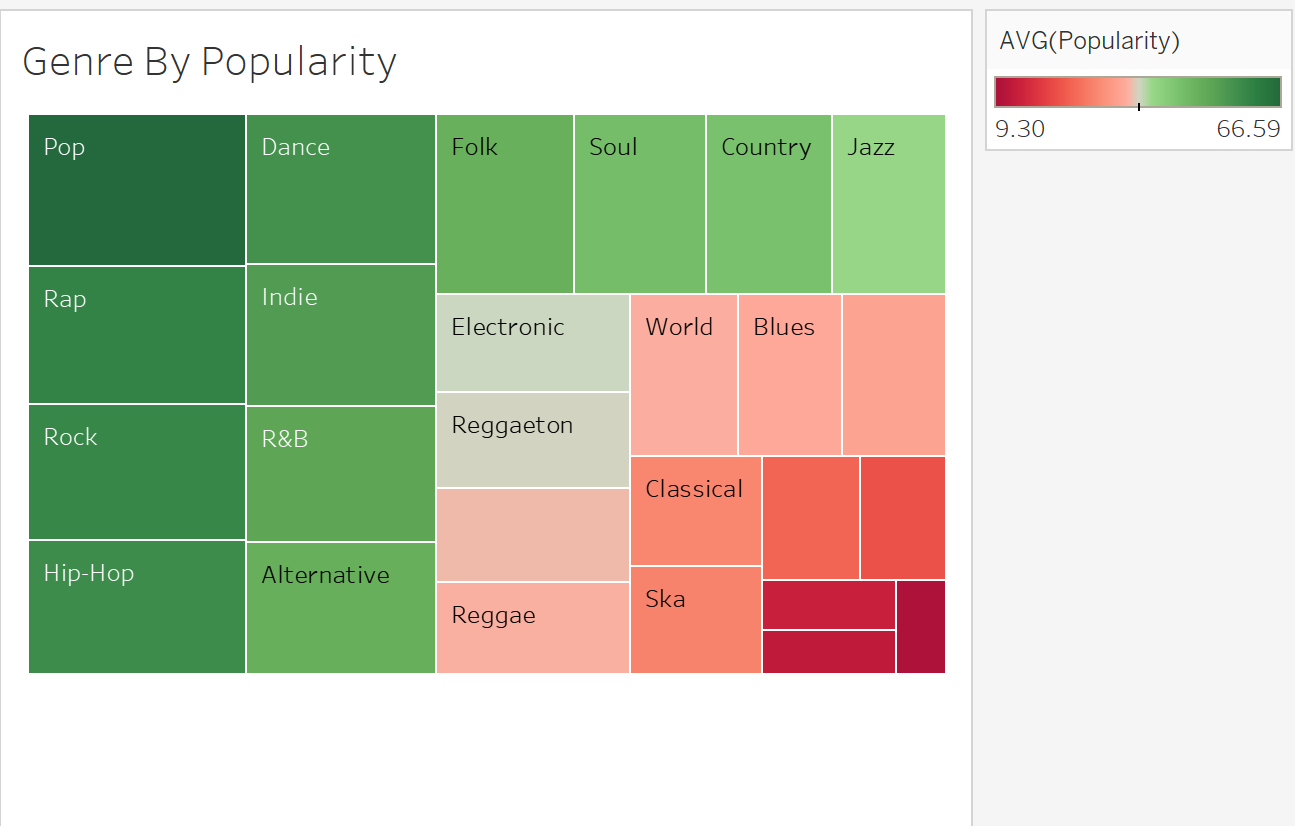 Genre By Popularity
Pop
Dance
Folk
Soul
Country
Jazz
Rap
Indie
Electronic
World
Blues
Rock
R&B
Reggaeton
Classical
Hip-Hop
Alternative
Reggae
Ska
AVG(Popularity)
9.30 66.59